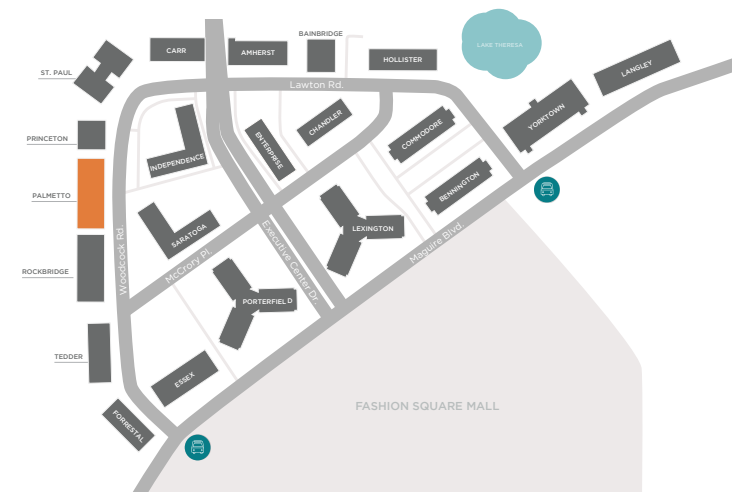 BAINBRIDGE
CARR
AMHERST
HOLLISTER
LAKE THERESA
LANGLEY
ST. PAUL
Lawton Rd.
YORKTOWN
CHANDLER
COMMODORE
PRINCETON
ENTERPRISE
INDEPENDENCE
BENNINGTON
PALMETTO
LEXINGTON
SARATOGA
Maguire Blvd.
Woodcock Rd.
McCrory Pl
Executive Center Dr.
ROCKBRIDGE
PORTERFIELD
TEDDER
ESSEX
FASHION SQUARE MALL
FORRESTAL